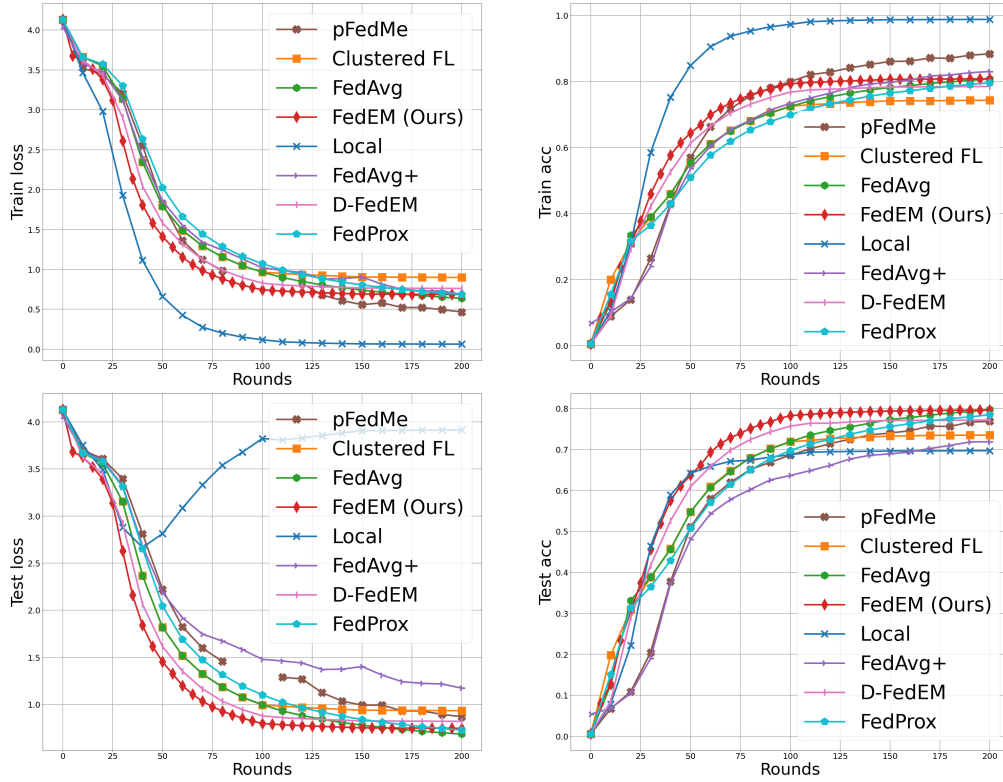 Train loss
4.0
3.5
3.0
2.5
2.0
1.5
1.0
0.5
0.0
0 25 50 75 100 125 150 175 200
Rounds
pFedMe
Clustered FL
FedAvg
FedEM (Ours)
Local
FedAvg+
D-FedEM
FedProx
Train acc
1.0
0.8
0.6
0.4
0.2
0.0
0 25 50 75 100 125 150 175 200
Rounds
pFedMe
Clustered FL
FedAvg
FedEM (Ours)
Local
FedAvg+
D-FedEM
FedProx
Test loss
4.0
3.5
3.0
2.5
2.0
1.5
1.0
0 25 50 75 100 125 150 175 200
Rounds
pFedMe
Clustered FL
FedAvg
FedEM (Ours)
Local
FedAvg+
D-FedEM
FedProx
Test acc
0.8
0.7
0.6
0.5
0.4
0.3
0.2
0.1
0.0
0 25 50 75 100 125 150 175 200
Rounds
pFedMe
Clustered FL
FedAvg
FedEM (Ours)
Local
FedAvg+
D-FedEM
FedProx